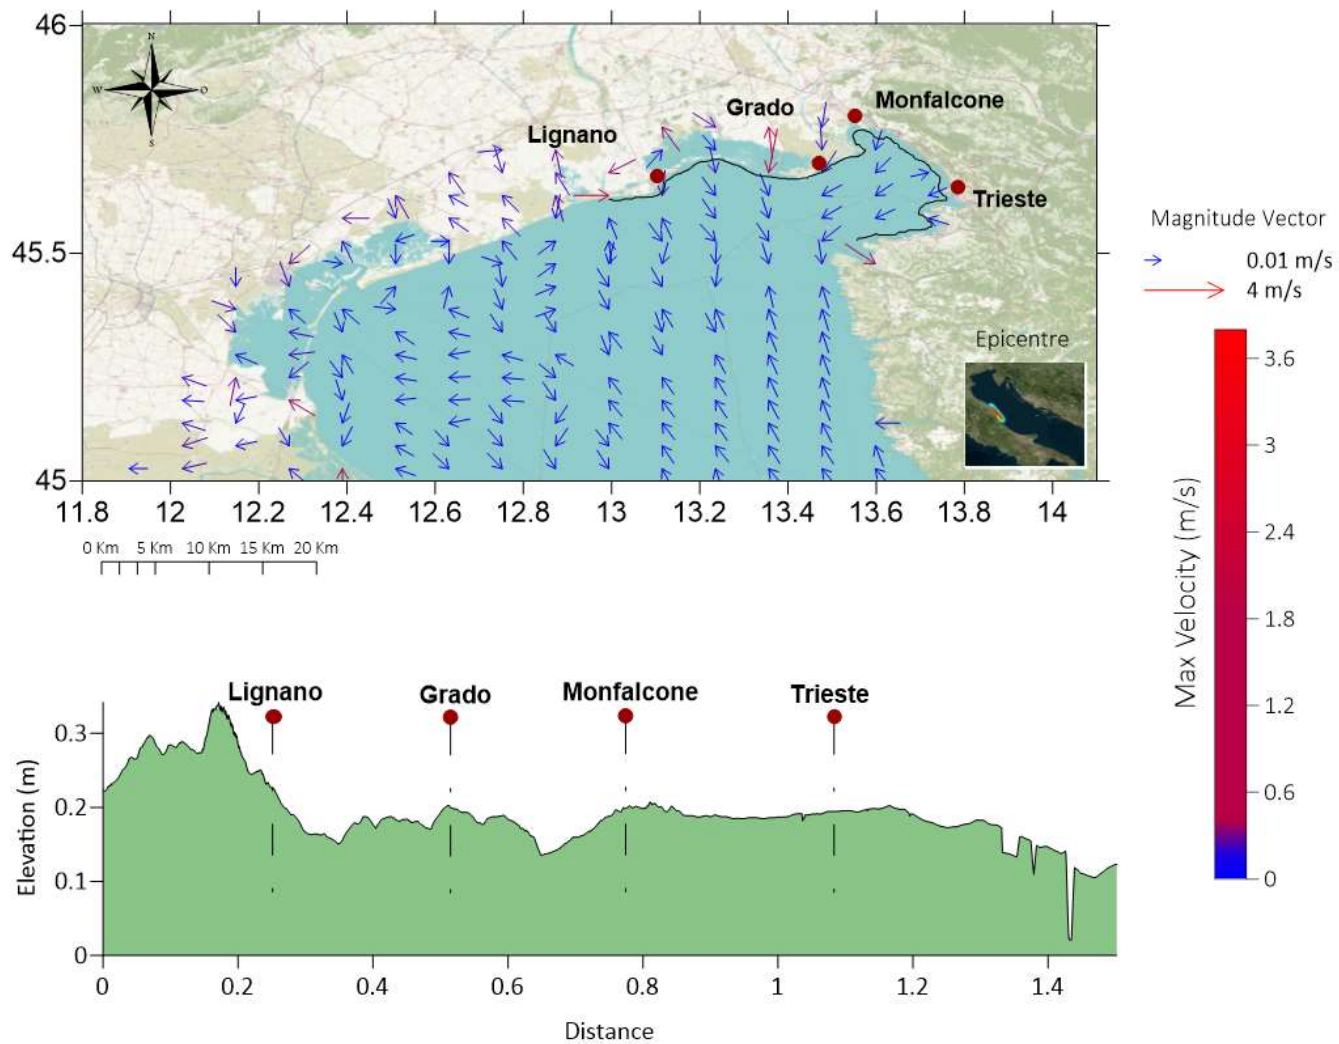 46
N
W
O
S
Monfalcone
Grado
Lignano
Trieste
45.5
Magnitude Vector
0.01 m/s
4 m/s
Epicentre
45
11.8 12 12.2 12.4 12.6 12.8 13 13.2 13.4 13.6 13.8 14
0 Km 5 Km 10 Km 15 Km 20 Km
Max Velocity (m/s)
3.6
3
2.4
1.8
1.2
0.6
0
Lignano Grado Monfalcone Trieste
Elevation (m)
0.3
0.2
0.1
0
0 0.2 0.4 0.6 0.8 1 1.2 1.4
Distance